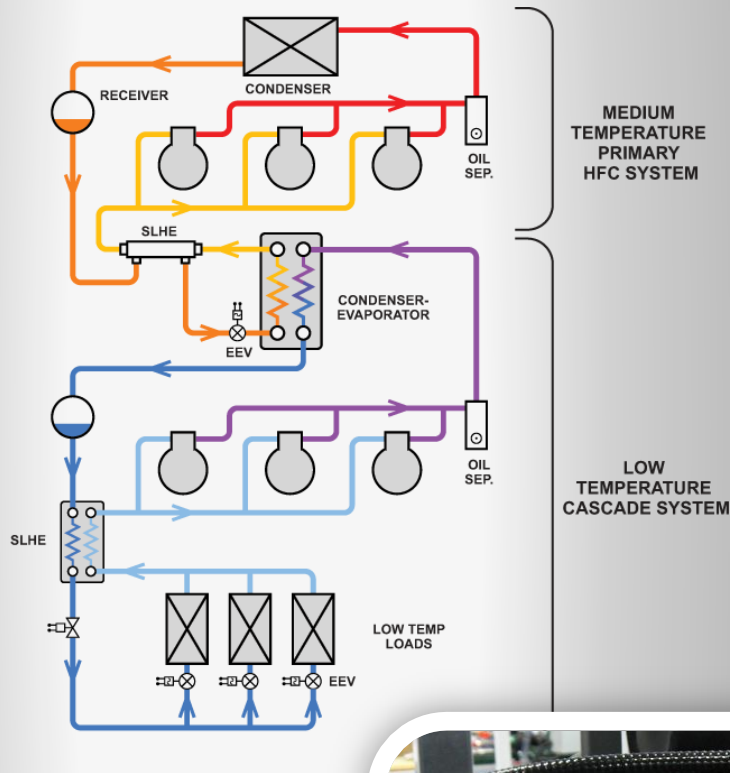 RECEIVER
CONDENSER
OIL
SEP.
MEDIUM
TEMPERATURE
PRIMARY
HFC SYSTEM
SLHE
CONDENSER-
EVAPORATOR
EEV
OIL
SEP.
LOW
TEMPERATURE
CASCADE SYSTEM
SLHE
LOW TEMP
LOADS
EEV